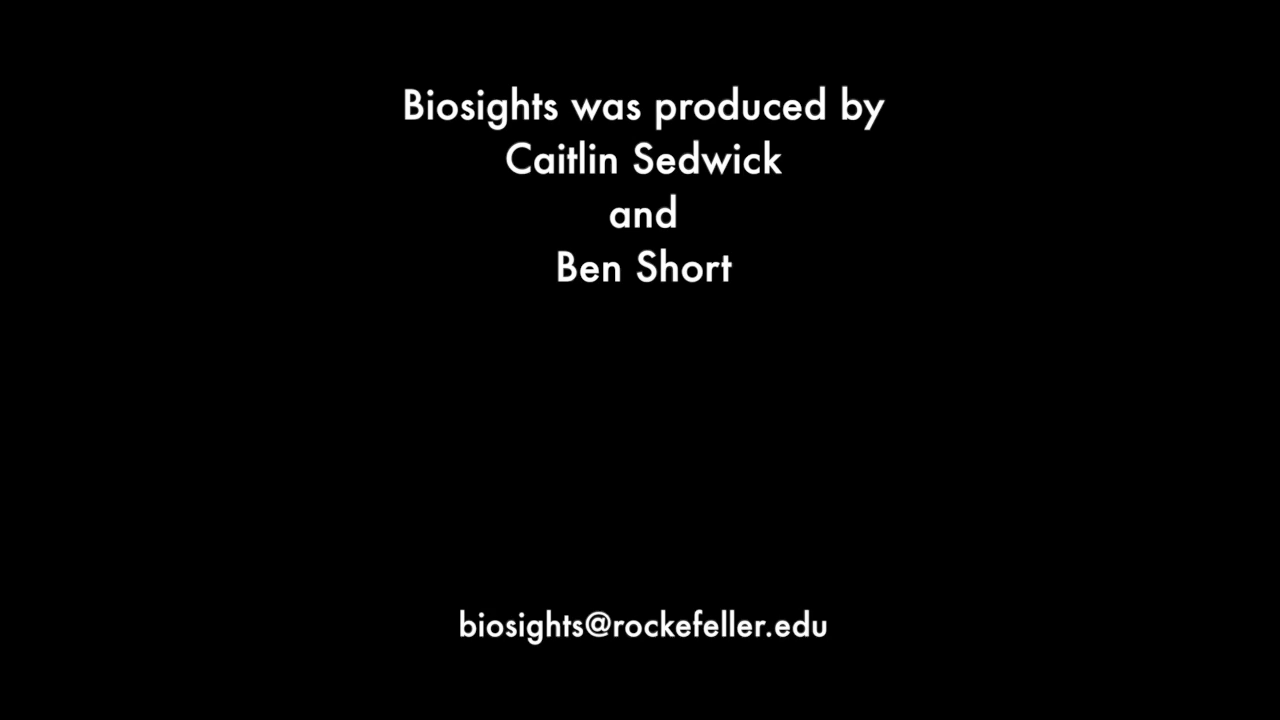 Biosights was produced by
Caitlin Sedwick
and
Ben Short
biosights@rockefeller.edu